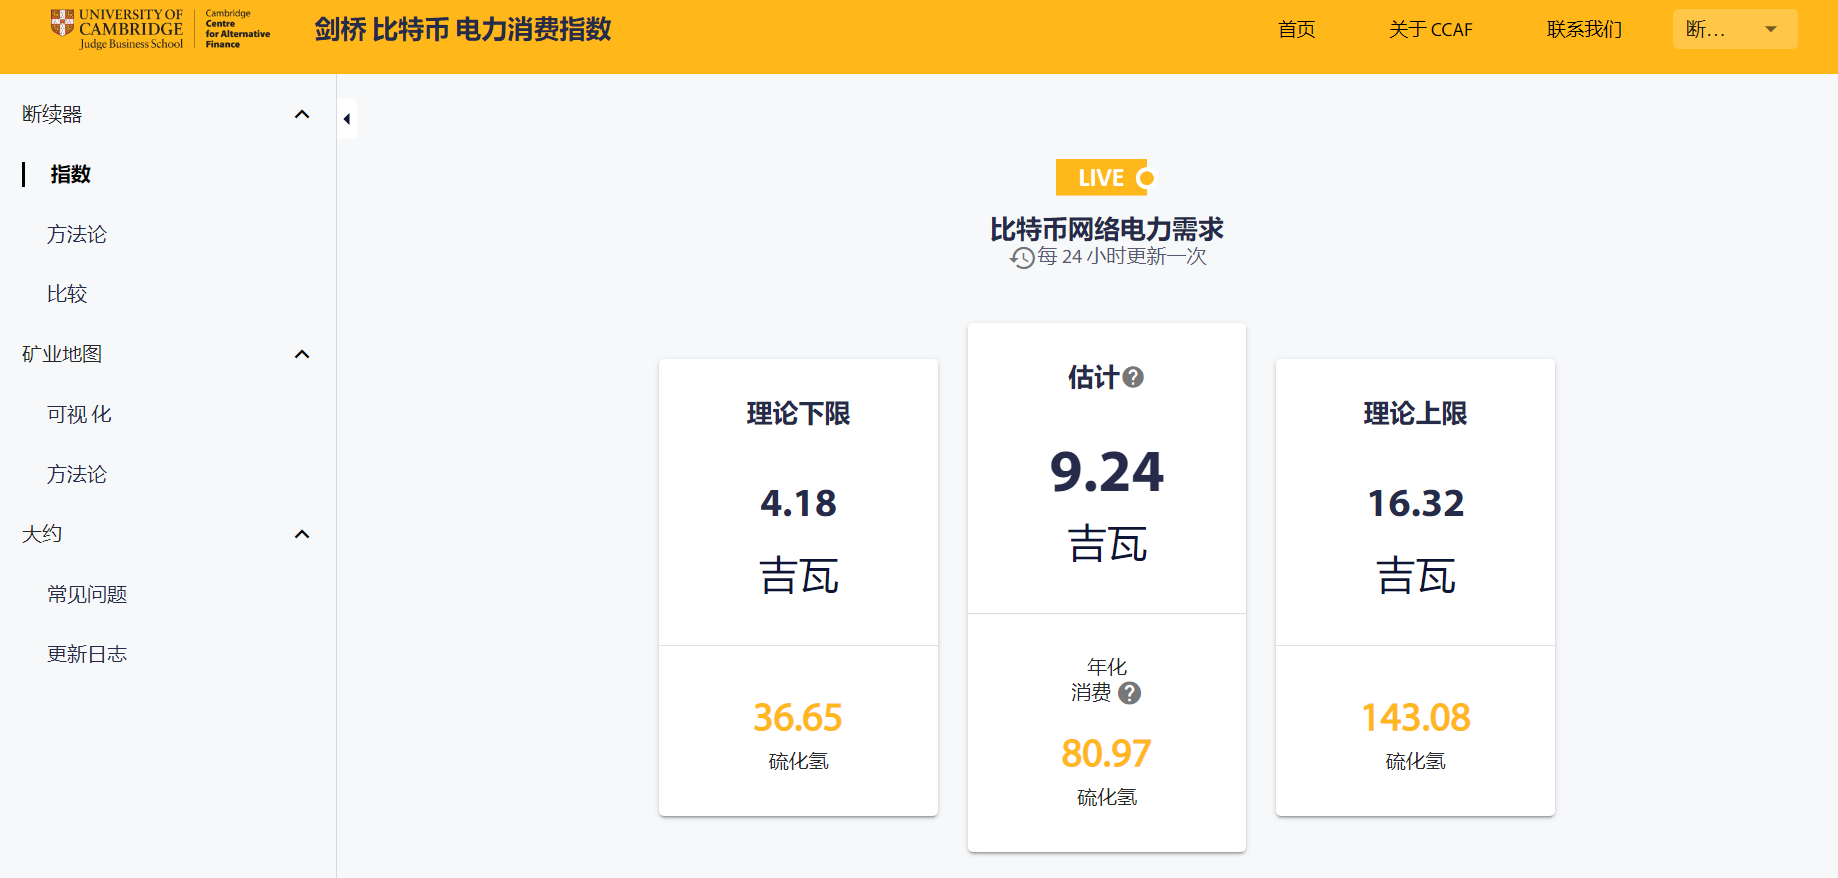 UNIVERSITY OF
CAMBRIDGE
Judge Business School
Cambridge
Centre
for Alternative
Finance
剑桥 比特币 电力消费指数
首页
关于 CCAF
联系我们
断...
断续器
指数
方法论
比较
矿业地图
可视 化
方法论
大约
常见问题
更新日志
LIVE
比特币网络电力需求
每 24 小时更新一次
理论下限
4.18
吉瓦
36.65
硫化氢
估计
9.24
吉瓦
年化
消费
80.97
硫化氢
理论上限
16.32
吉瓦
143.08
硫化氢